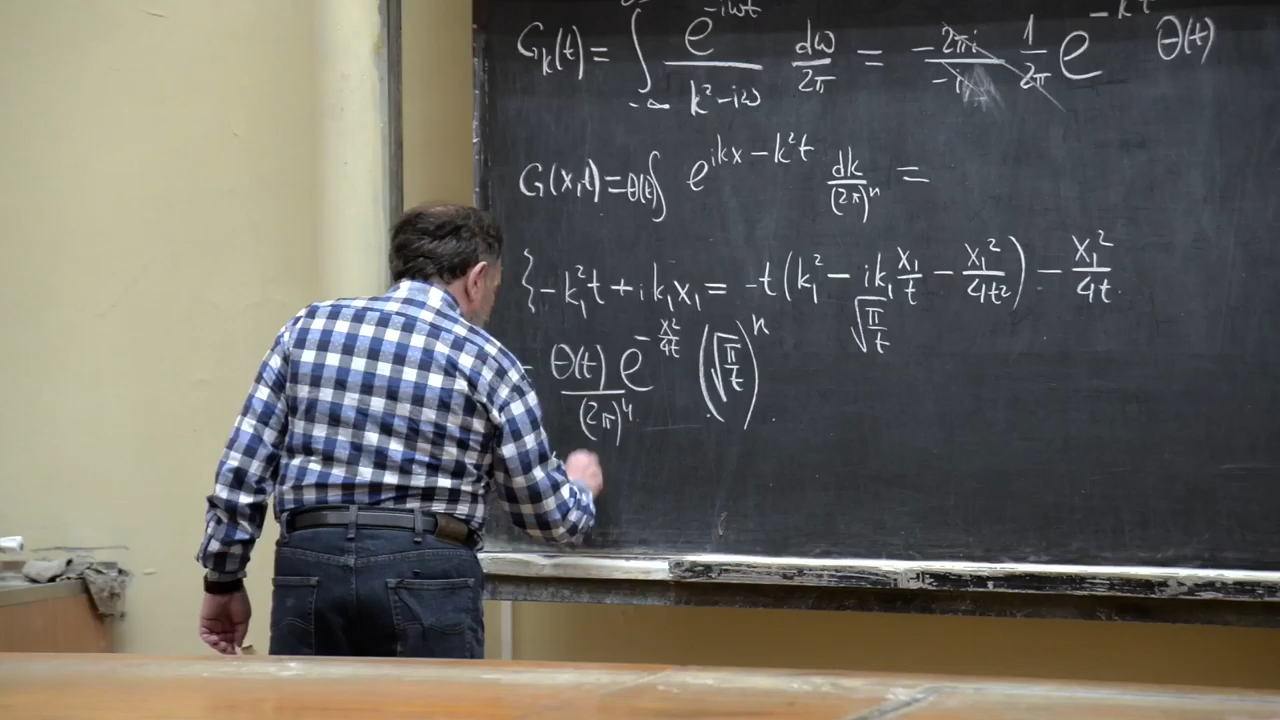 G_k(t) = ∫_{-∞}^{∞} e^{-iωt} / (k² - iω) dω/2π = -2πi/-i 1/2π e^{-k²t} Θ(t)
G(x,t) = Θ(t) ∫ e^{ikx - k²t} dk/(2π)^n =
{ -k₁²t + ik₁x₁ = -t(k₁² - ik₁ x₁/t - x₁²/4t²) - x₁²/4t.
√(π/t)
Θ(t)/(2π)^4 e^{-x²/4t} (√(π/t))^n.